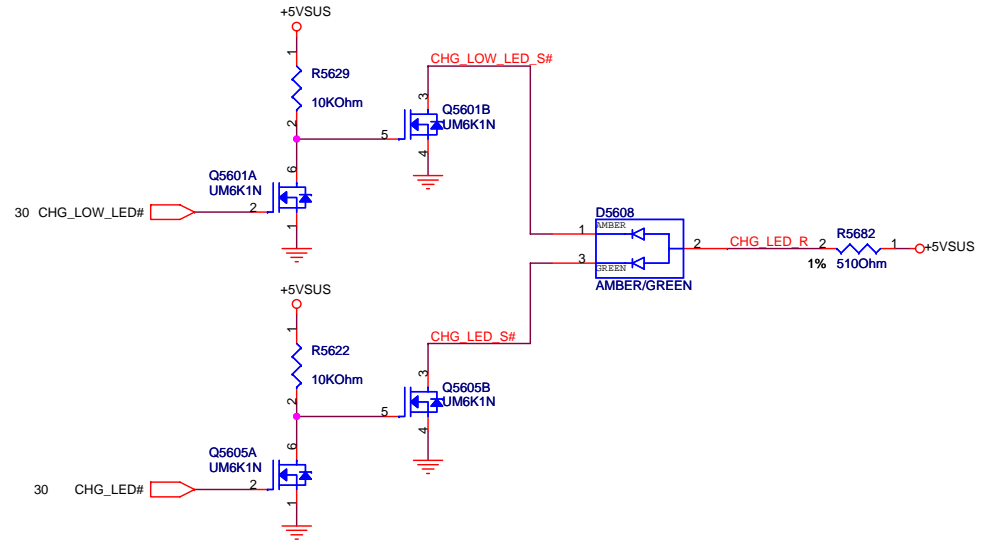 +5VSUS
1
R5629
10KOhm
2
CHG_LOW_LED_S#
3
Q5601B
UM6K1N
5
4
6
Q5601A
UM6K1N
30 CHG_LOW_LED#
2
1
D5608
AMBER
1
GREEN
3
2
AMBER/GREEN
CHG_LED_R
2
R5682
1
1% 510Ohm
+5VSUS
+5VSUS
1
R5622
10KOhm
2
CHG_LED_S#
3
Q5605B
UM6K1N
5
4
6
Q5605A
UM6K1N
30 CHG_LED#
2
1